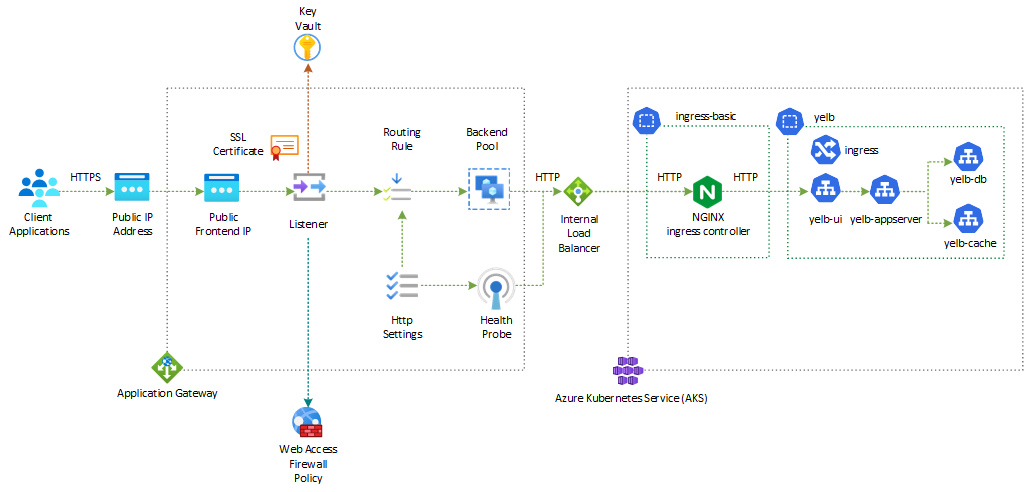 Key
Vault
SSL
Certificate
Routing
Rule
Backend
Pool
ingress-basic
yelb
ingress
HTTPS
HTTP
HTTP
HTTP
yelb-db
Client
Applications
Public IP
Address
Public
Frontend IP
Listener
Internal
Load
Balancer
NGINX
ingress controller
yelb-ui
yelb-appserver
yelb-cache
Http
Settings
Health
Probe
Application Gateway
Azure Kubernetes Service (AKS)
Web Access
Firewall
Policy